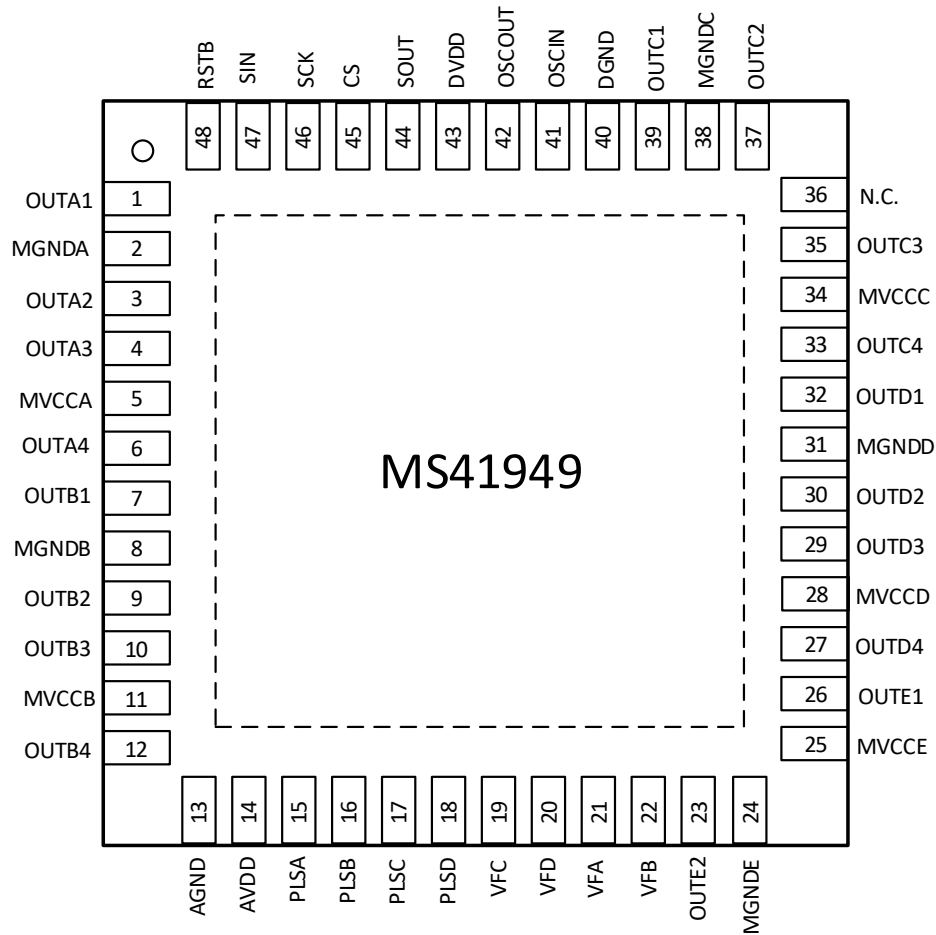 RSTB
SIN
SCK
CS
SOUT
DVDD
OSCOUT
OSCIN
DGND
OUTC1
MGNDC
OUTC2
48
47
46
45
44
43
42
41
40
39
38
37
OUTA1 1
MGNDA 2
OUTA2 3
OUTA3 4
MVCCA 5
OUTA4 6
OUTB1 7
MGNDB 8
OUTB2 9
OUTB3 10
MVCCB 11
OUTB4 12
MS41949
36 N.C.
35 OUTC3
34 MVCCC
33 OUTC4
32 OUTD1
31 MGNDD
30 OUTD2
29 OUTD3
28 MVCCD
27 OUTD4
26 OUTE1
25 MVCCE
13
14
15
16
17
18
19
20
21
22
23
24
AGND
AVDD
PLSA
PLSB
PLSC
PLSD
VFC
VFD
VFA
VFB
OUTE2
MGNDE